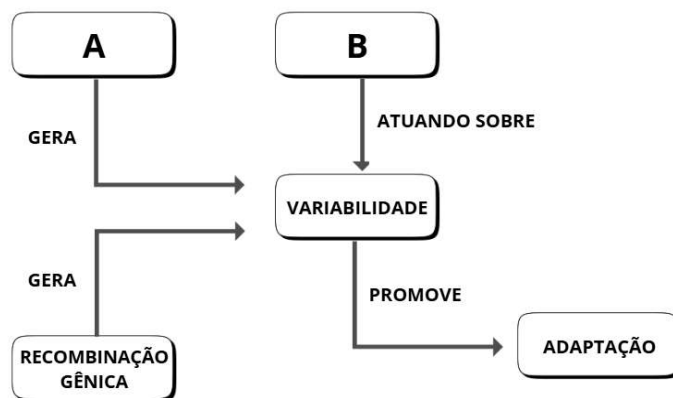 A
B
GERA
ATUANDO SOBRE
VARIABILIDADE
GERA
PROMOVE
RECOMBINAÇÃO
GÊNICA
ADAPTAÇÃO